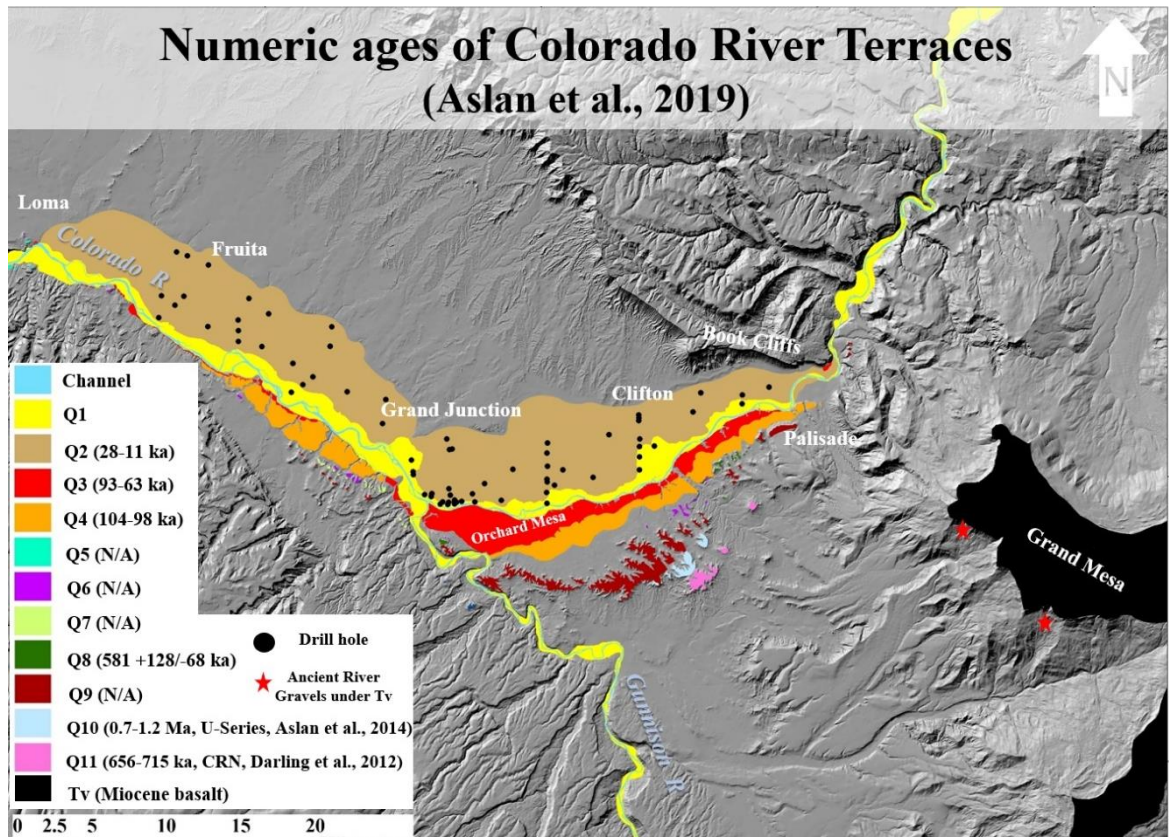 Numeric ages of Colorado River Terraces
(Aslan et al., 2019)
N
Loma
Colorado R
Fruita
Book Cliffs
Clifton
Grand Junction
Palisade
Orchard Mesa
Grand Mesa
Gunnison R
Channel
Q1
Q2 (28-11 ka)
Q3 (93-63 ka)
Q4 (104-98 ka)
Q5 (N/A)
Q6 (N/A)
Q7 (N/A)
Q8 (581 +128/-68 ka)
Q9 (N/A)
Q10 (0.7-1.2 Ma, U-Series, Aslan et al., 2014)
Q11 (656-715 ka, CRN, Darling et al., 2012)
Tv (Miocene basalt)
Drill hole
Ancient River
Gravels under Tv
0 2.5 5 10 15 20